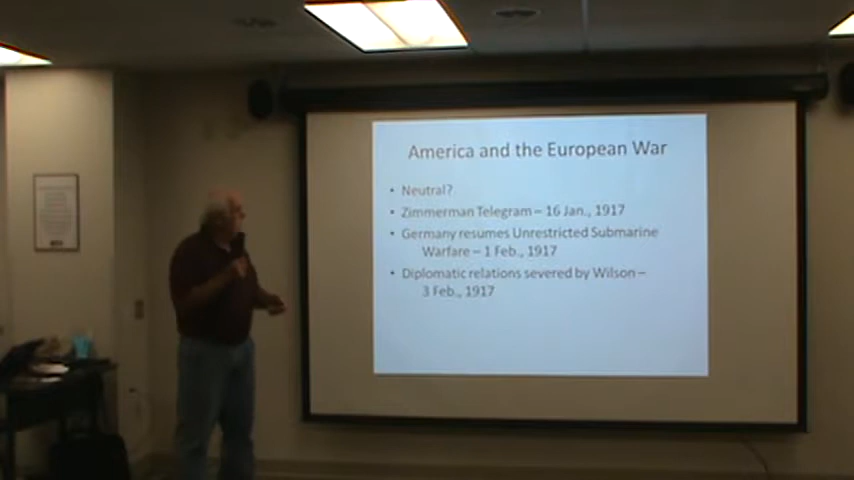 America and the European War
• Neutral?
• Zimmerman Telegram – 16 Jan., 1917
• Germany resumes Unrestricted Submarine
Warfare – 1 Feb., 1917
• Diplomatic relations severed by Wilson –
3 Feb., 1917